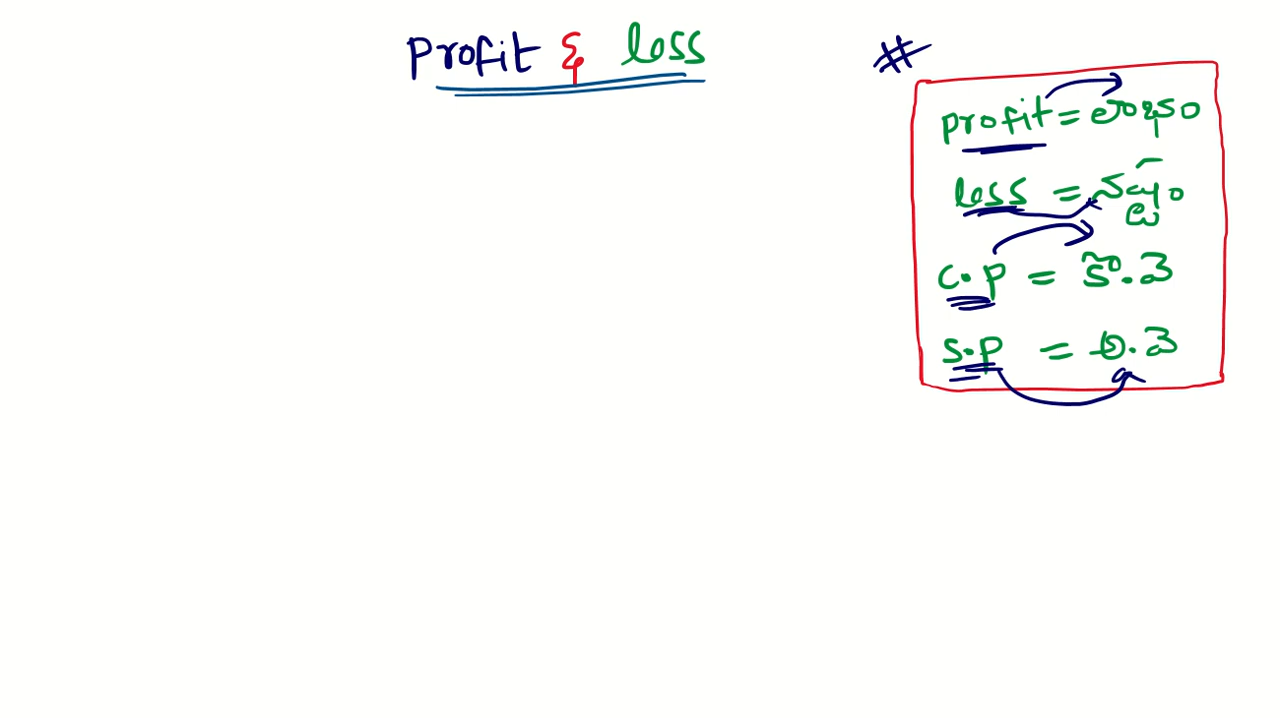 Profit & loss
#
profit = లాభం
loss = నష్టం
C.P = కొ.వె
S.P = అ.వె